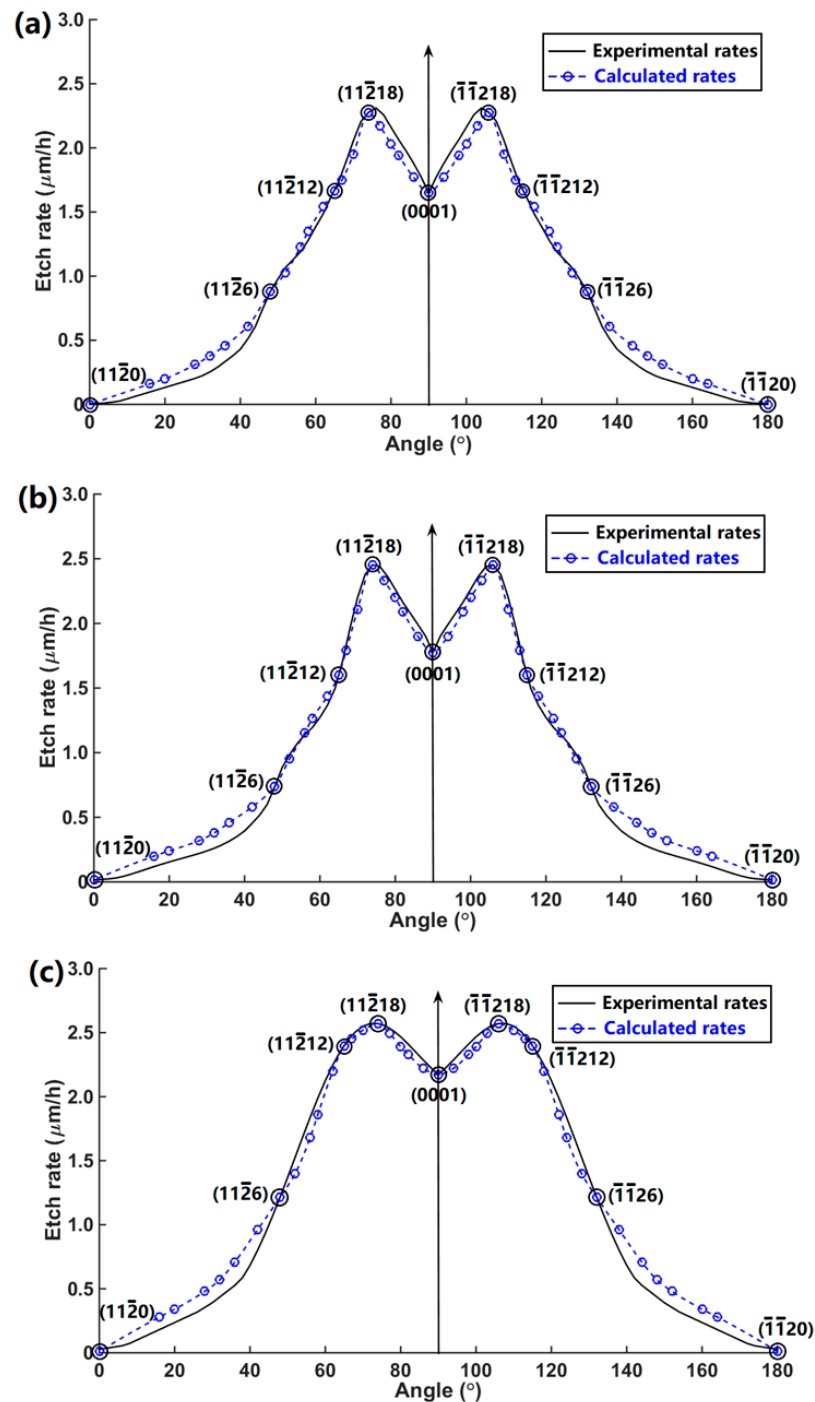 (a)
3.0
2.5
2.0
1.5
1.0
0.5
0
Etch rate (μm/h)
Experimental rates
Calculated rates
(112̅18)
(1̅1̅218)
(112̅12)
(1̅1̅212)
(0001)
(112̅6)
(1̅1̅26)
(112̅0)
(1̅1̅20)
0 20 40 60 80 100 120 140 160 180
Angle (°)
(b)
3.0
2.5
2.0
1.5
1.0
0.5
0
Etch rate (μm/h)
Experimental rates
Calculated rates
(112̅18)
(1̅1̅218)
(112̅12)
(1̅1̅212)
(0001)
(112̅6)
(1̅1̅26)
(112̅0)
(1̅1̅20)
0 20 40 60 80 100 120 140 160 180
Angle (°)
(c)
3.0
2.5
2.0
1.5
1.0
0.5
0
Etch rate (μm/h)
Experimental rates
Calculated rates
(112̅18)
(1̅1̅218)
(112̅12)
(1̅1̅212)
(0001)
(112̅6)
(1̅1̅26)
(112̅0)
(1̅1̅20)
0 20 40 60 80 100 120 140 160 180
Angle (°)